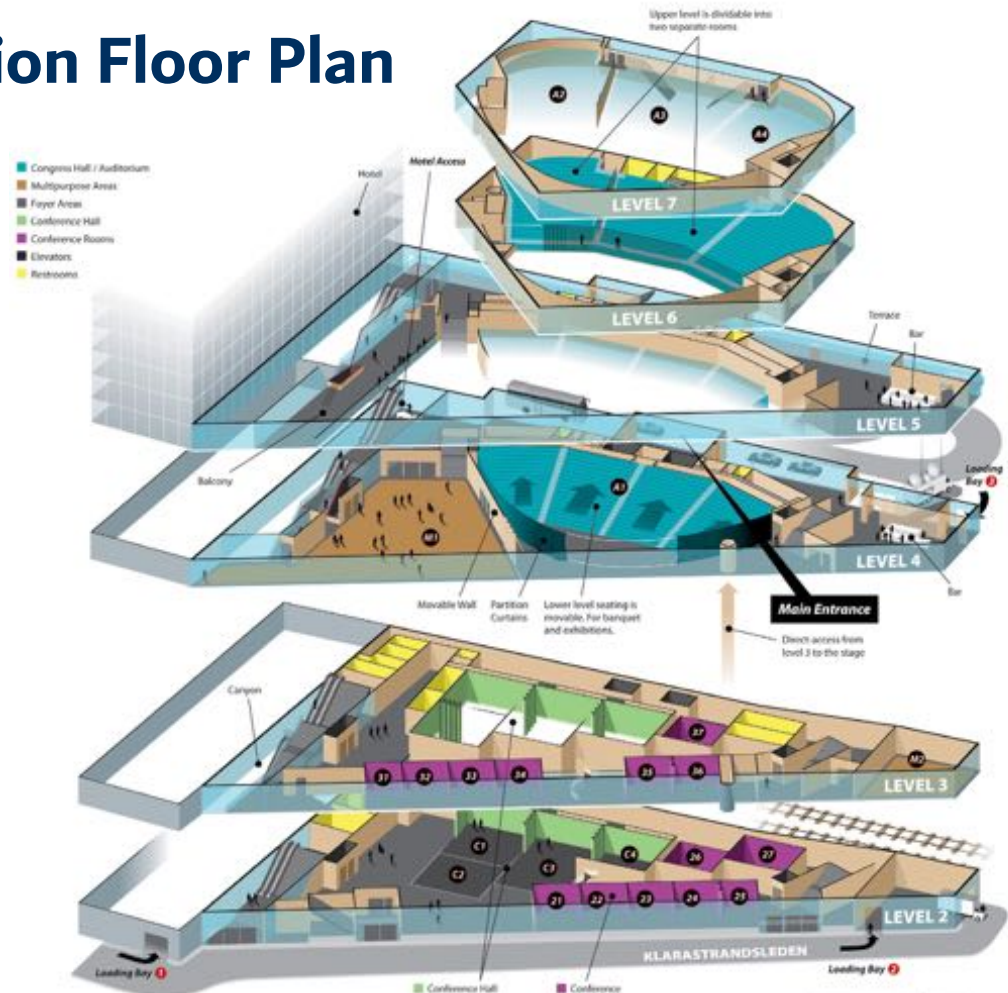 ion Floor Plan
Upper level is dividable into
two separate rooms
A2
A3
A4
Congress Hall / Auditorium
Multipurpose Areas
Foyer Areas
Conference Hall
Conference Rooms
Elevators
Restrooms
Hotel Access
Hotel
LEVEL 7
LEVEL 6
Terrace
Bar
LEVEL 5
Balcony
Loading
Bay 3
A1
M1
LEVEL 4
Bar
Movable Wall
Partition
Curtains
Lower level seating is
movable. For banquet
and exhibitions.
Main Entrance
Direct access from
level 3 to the stage
Canyon
37
M2
31
32
33
34
35
36
LEVEL 3
C1
C2
C3
C4
26
27
21
22
23
24
25
LEVEL 2
KLARASTRANDSLEDEN
Loading Bay 1
Loading Bay 2
Conference Hall
Conference